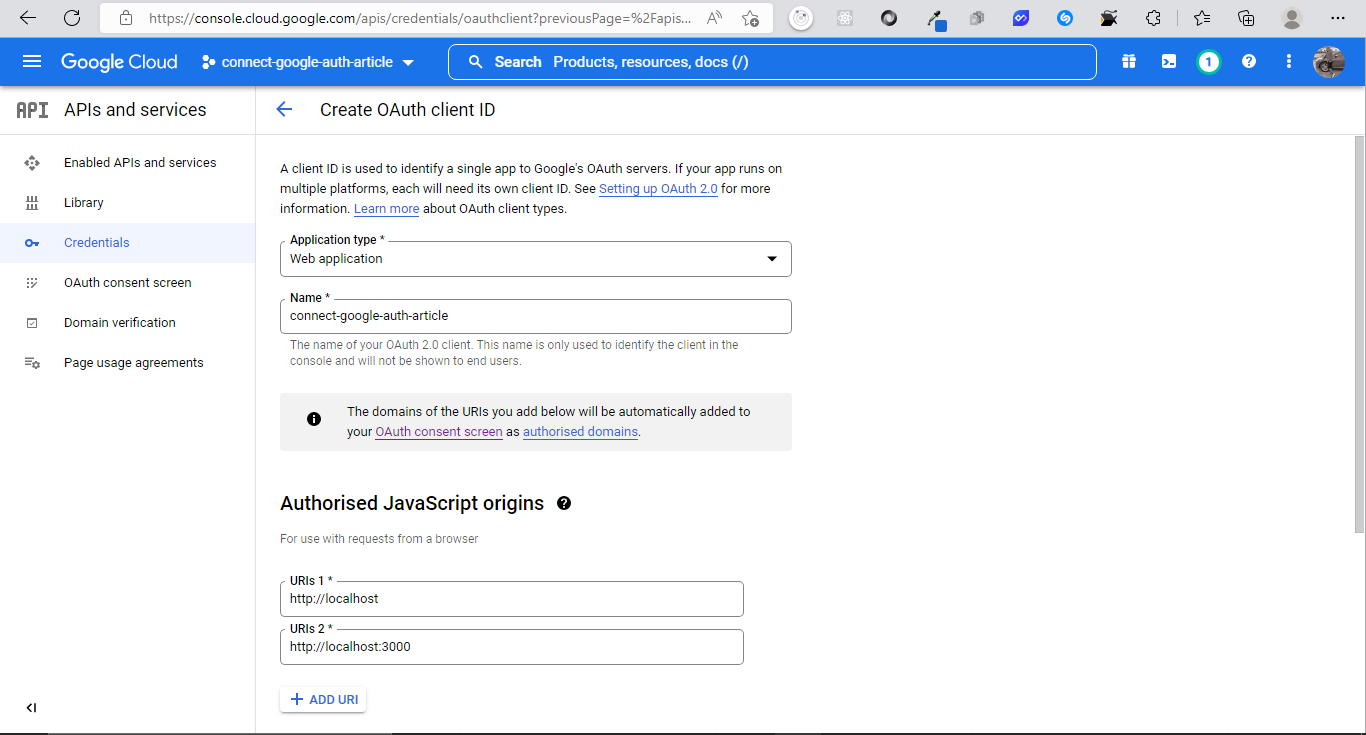 https://console.cloud.google.com/apis/credentials/oauthclient?previousPage=%2Fapis...
Google Cloud
connect-google-auth-article
Search Products, resources, docs (/)
1
?
API APIs and services
Create OAuth client ID
Enabled APIs and services
Library
Credentials
OAuth consent screen
Domain verification
Page usage agreements
A client ID is used to identify a single app to Google's OAuth servers. If your app runs on
multiple platforms, each will need its own client ID. See Setting up OAuth 2.0 for more
information. Learn more about OAuth client types.
Application type *
Web application
Name *
connect-google-auth-article
The name of your OAuth 2.0 client. This name is only used to identify the client in the
console and will not be shown to end users.
The domains of the URIs you add below will be automatically added to
your OAuth consent screen as authorised domains.
Authorised JavaScript origins ?
For use with requests from a browser
URIs 1 *
http://localhost
URIs 2 *
http://localhost:3000
+ ADD URI